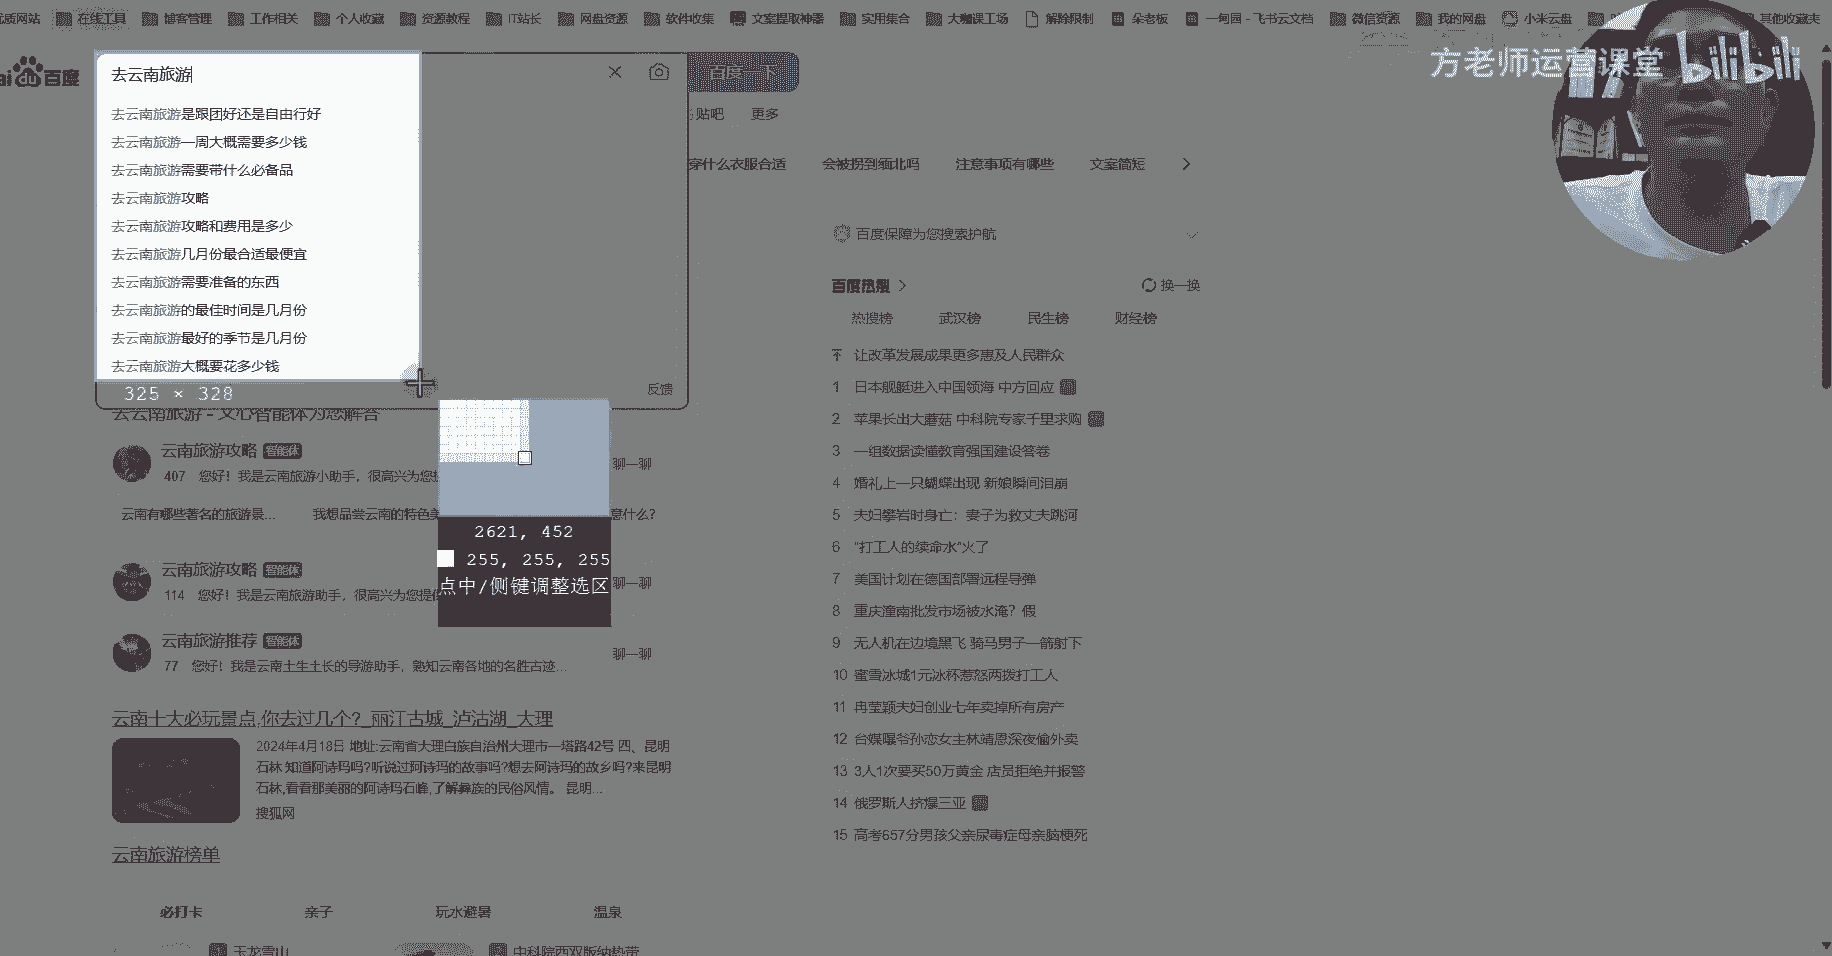 优质网站 在线工具 博客管理 工作相关 个人收藏 资源教程 IT站长 网盘资源 软件收集 文案提取神器 实用集合 大咖课工场 解除限制 朵老板 一甸园 - 飞书云文档 微信资源 我的网盘 小米云盘 其他收藏夹
方老师运营课堂 bilibili
百度 去云南旅游 百度一下
去云南旅游是跟团好还是自由行好
去云南旅游一周大概需要多少钱
去云南旅游需要带什么必备品
去云南旅游攻略
去云南旅游攻略和费用是多少
去云南旅游几月份最合适最便宜
去云南旅游需要准备的东西
去云南旅游的最佳时间是几月份
去云南旅游最好的季节是几月份
去云南旅游大概要花多少钱
325 × 328
反馈
贴吧 更多
穿什么衣服合适 会被拐到缅北吗 注意事项有哪些 文案简短
百度保障为您搜索护航
百度热搜 换一换
热搜榜 武汉榜 民生榜 财经榜
让改革发展成果更多惠及人民群众
1 日本舰艇进入中国领海 中方回应
2 苹果长出大蘑菇 中科院专家千里求购
3 一组数据读懂教育强国建设答卷
4 婚礼上一只蝴蝶出现 新娘瞬间泪崩
5 夫妇攀岩时身亡：妻子为救丈夫跳河
6 “打工人的续命水”火了
7 美国计划在德国部署远程导弹
8 重庆潼南批发市场被水淹？假
9 无人机在边境黑飞 骑马男子一箭射下
10 蜜雪冰城1元冰杯惹怒两拨打工人
11 冉莹颖夫妇创业七年卖掉所有房产
12 台媒曝爷孙恋女主林靖恩深夜偷外卖
13 3人1次要买50万黄金 店员拒绝并报警
14 俄罗斯人挤爆三亚
15 高考657分男孩父亲尿毒症母亲脑梗死
去云南旅游 - 文心智能体为您解答
云南旅游攻略 智能体
407 您好！我是云南旅游小助手，很高兴为您 聊一聊
云南有哪些著名的旅游景... 我想品尝云南的特色美 意什么?
2621, 452
255, 255, 255
点中/侧键调整选区
云南旅游攻略 智能体
114 您好！我是云南旅游助手，很高兴为您提 聊一聊
云南旅游推荐 智能体
77 您好！我是云南土生土长的导游助手，熟知云南各地的名胜古迹... 聊一聊
云南十大必玩景点,你去过几个?_丽江古城_泸沽湖_大理
2024年4月18日 地址:云南省大理白族自治州大理市一塔路42号 四、昆明
石林 知道阿诗玛吗?听说过阿诗玛的故事吗?想去阿诗玛的故乡吗?来昆明
石林,看看那美丽的阿诗玛石峰,了解彝族的民俗风情。 昆明...
搜狐网
云南旅游榜单
必打卡 亲子 玩水避暑 温泉
玉龙雪山 中科院西双版纳热带